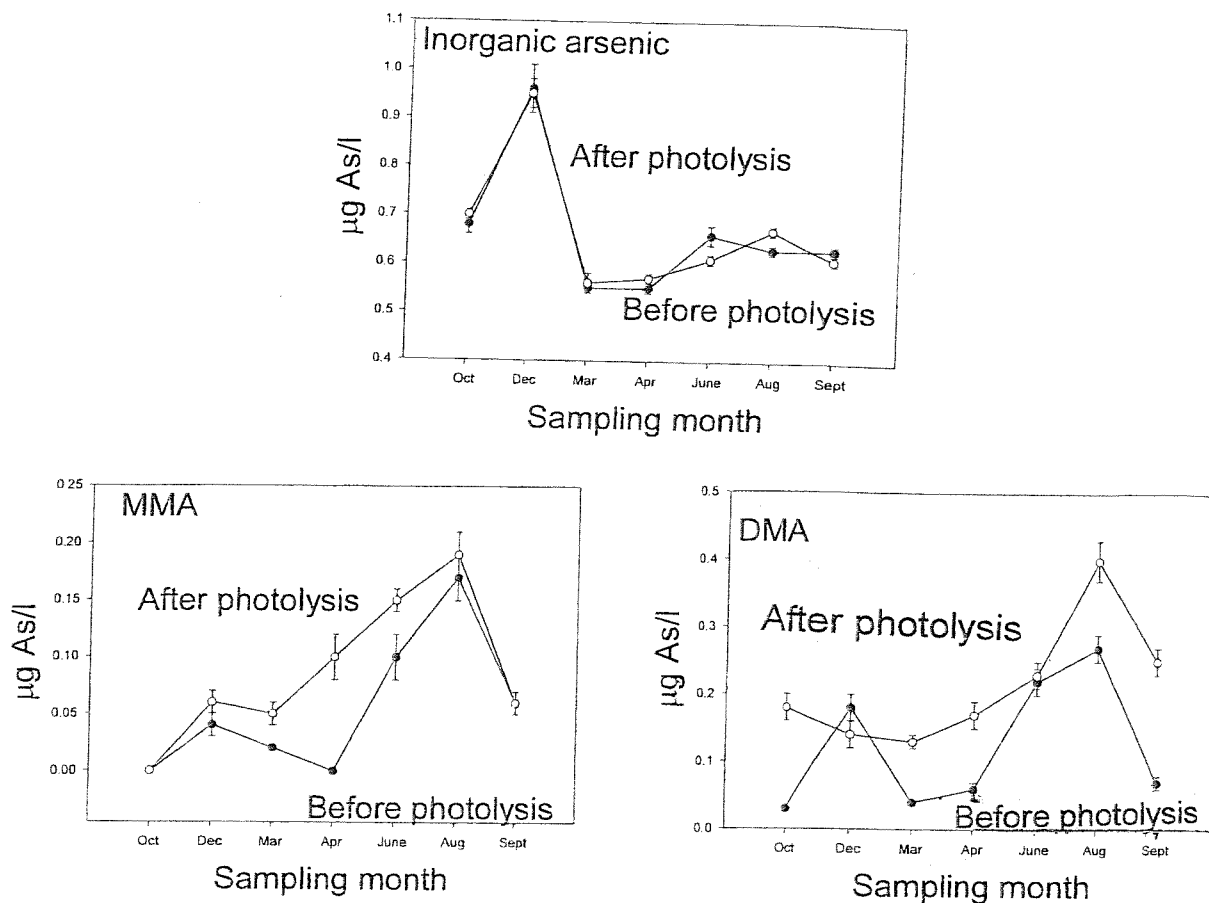 Inorganic arsenic
1.1
1.0
0.9
0.8
0.7
0.6
0.5
0.4
µg As/l
After photolysis
Before photolysis
Oct Dec Mar Apr June Aug Sept
Sampling month
MMA
0.25
0.20
0.15
0.10
0.05
0.00
µg As/l
After photolysis
Before photolysis
Oct Dec Mar Apr June Aug Sept
Sampling month
DMA
0.5
0.4
0.3
0.2
0.1
0.0
µg As/l
After photolysis
Before photolysis
Oct Dec Mar Apr June Aug Sept
Sampling month